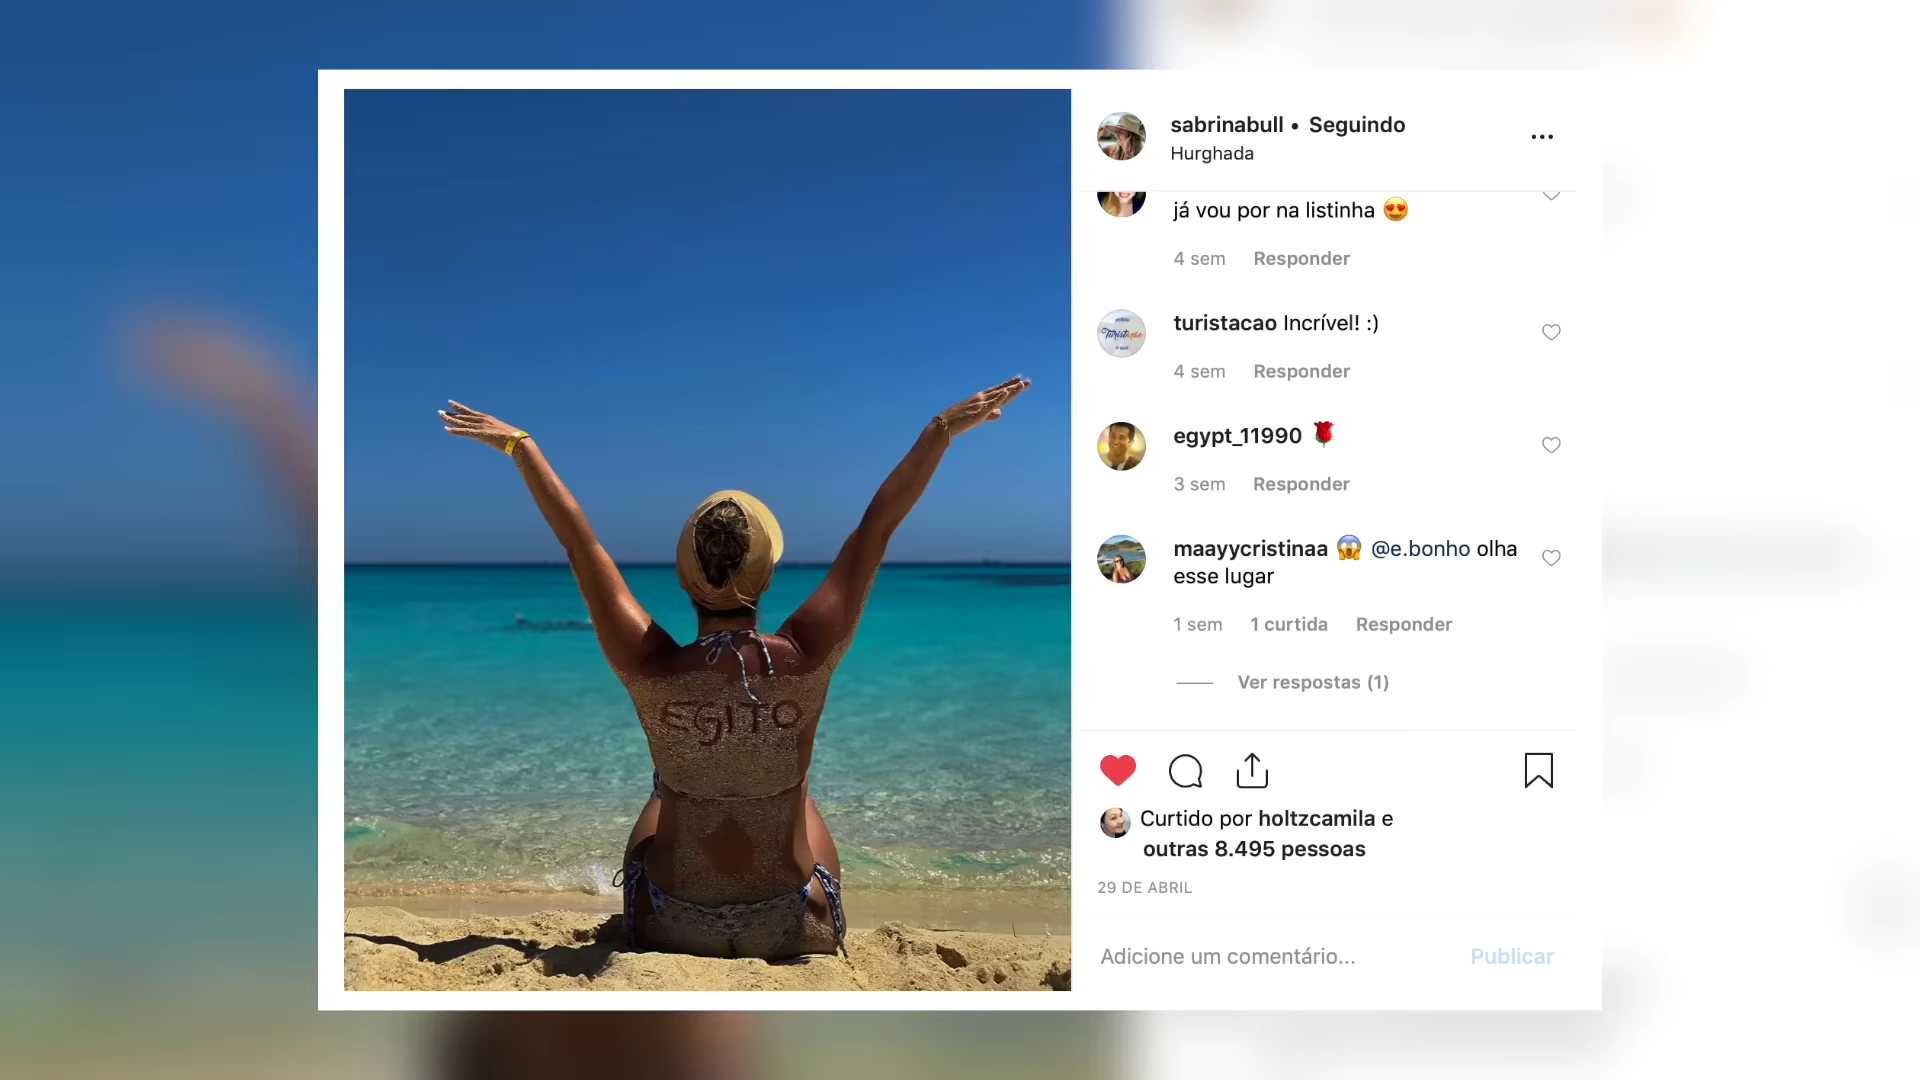 sabrinabull • Seguindo
Hurghada
já vou por na listinha 😍
4 sem Responder
turistacao Incrível! :)
4 sem Responder
egypt_11990 🌹
3 sem Responder
maayycristinaa 😱 @e.bonho olha
esse lugar
1 sem 1 curtida Responder
Ver respostas (1)
EGITO
Curtido por holtzcamila e
outras 8.495 pessoas
29 DE ABRIL
Adicione um comentário... Publicar